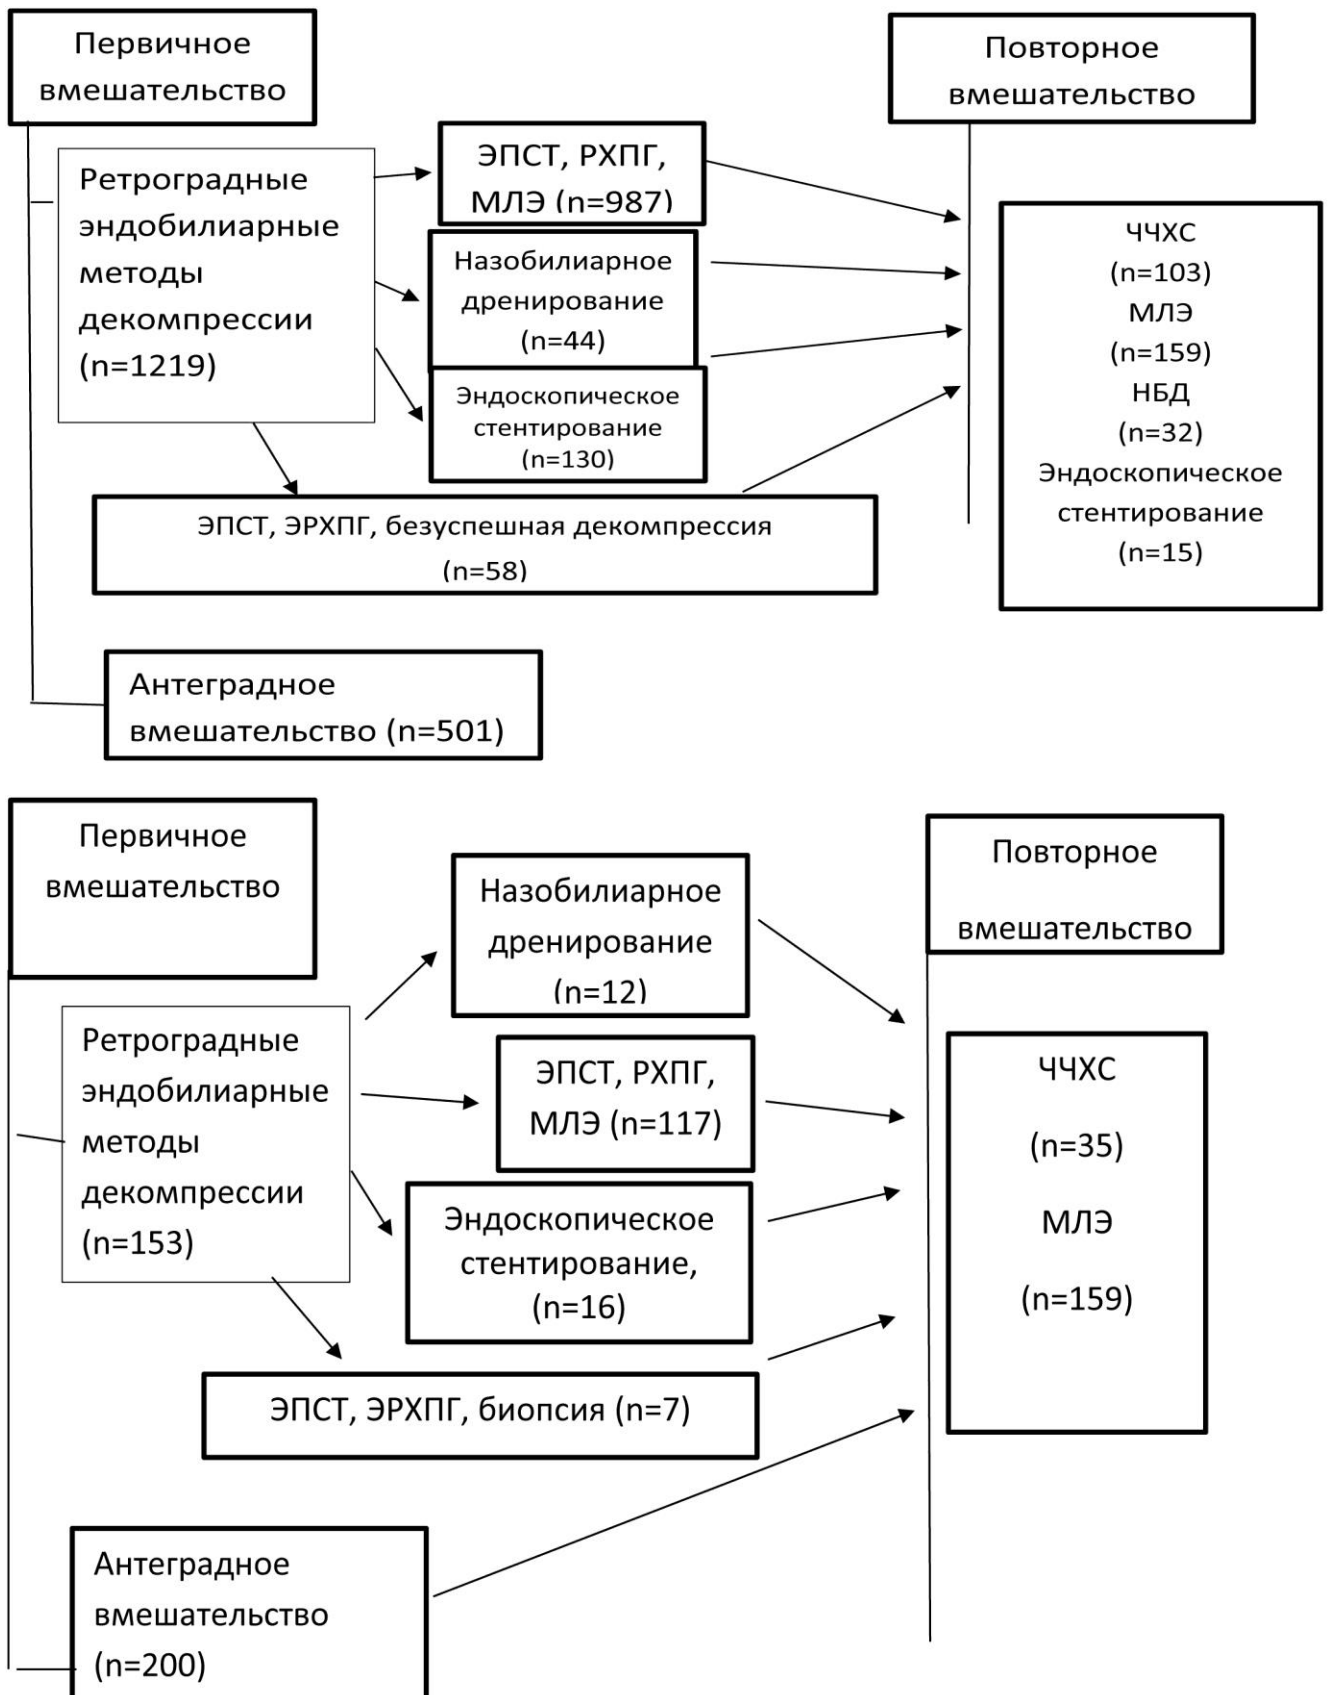 Первичное
вмешательство
Повторное
вмешательство
Ретроградные
эндобилиарные
методы
декомпрессии
(n=1219)
ЭПСТ, РХПГ,
МЛЭ (n=987)
Назобилиарное
дренирование
(n=44)
Эндоскопическое
стентирование
(n=130)
ЭПСТ, ЭРХПГ, безуспешная декомпрессия
(n=58)
ЧЧХС
(n=103)
МЛЭ
(n=159)
НБД
(n=32)
Эндоскопическое
стентирование
(n=15)
Антеградное
вмешательство (n=501)
Первичное
вмешательство
Повторное
вмешательство
Назобилиарное
дренирование
(n=12)
Ретроградные
эндобилиарные
методы
декомпрессии
(n=153)
ЭПСТ, РХПГ,
МЛЭ (n=117)
Эндоскопическое
стентирование,
(n=16)
ЭПСТ, ЭРХПГ, биопсия (n=7)
ЧЧХС
(n=35)
МЛЭ
(n=159)
Антеградное
вмешательство
(n=200)